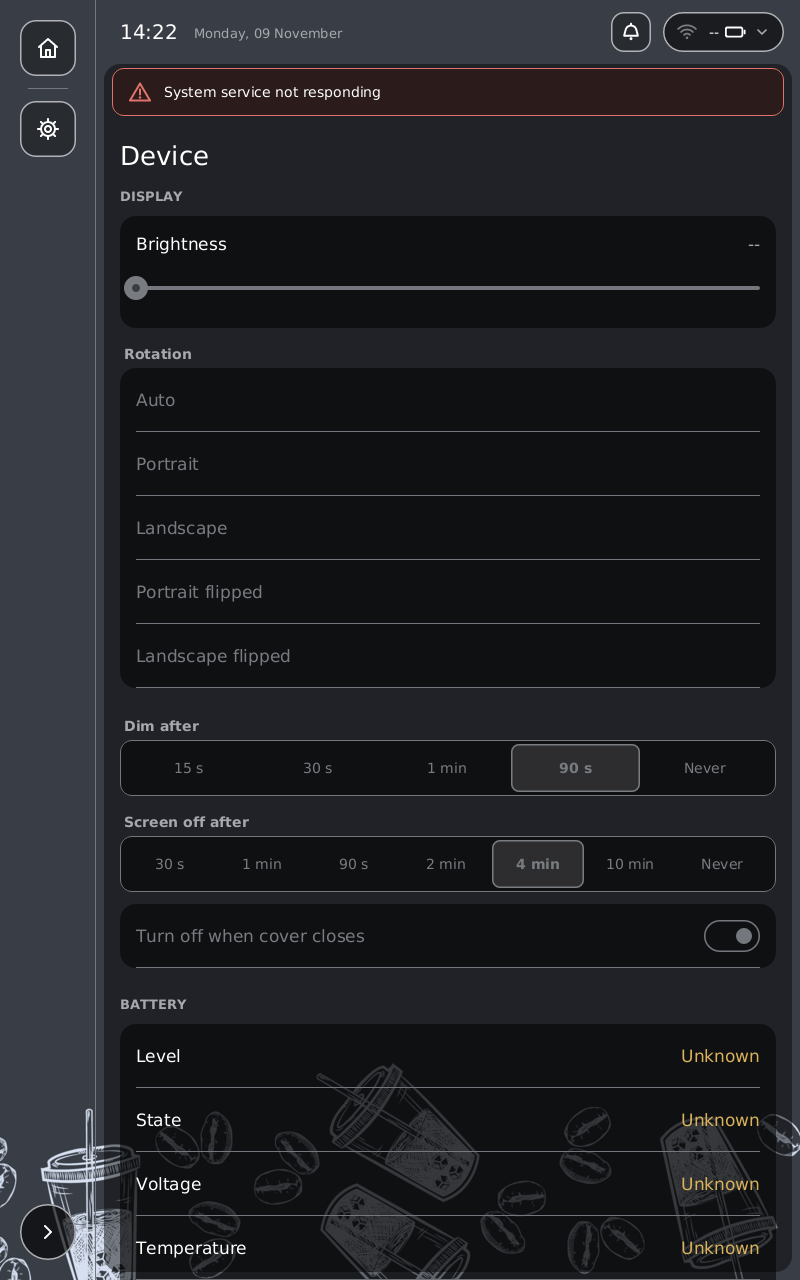 14:22 Monday, 09 November --
System service not responding
Device
DISPLAY
Brightness --
Rotation
Auto
Portrait
Landscape
Portrait flipped
Landscape flipped
Dim after
15 s 30 s 1 min 90 s Never
Screen off after
30 s 1 min 90 s 2 min 4 min 10 min Never
Turn off when cover closes
BATTERY
Level Unknown
State Unknown
Voltage Unknown
Temperature Unknown